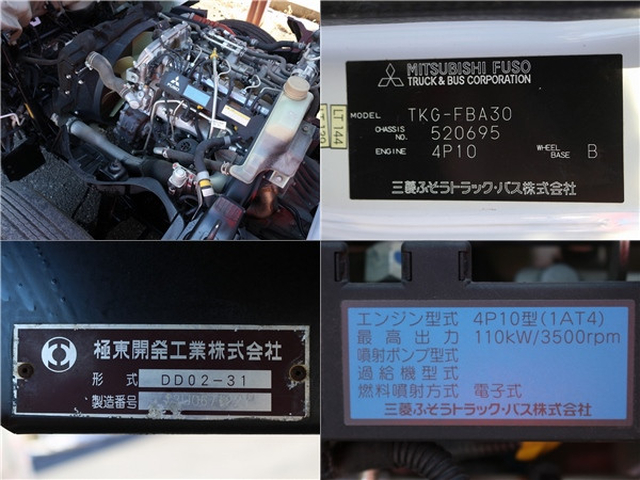 MITSUBISHI FUSO
TRUCK & BUS CORPORATION
MODEL TKG-FBA30
CHASSIS NO. 520695
ENGINE 4P10 WHEEL BASE B
三菱ふそうトラック・バス株式会社
LT 144
極東開発工業株式会社
形式 DD02-31
製造番号
エンジン型式 4P10型(1AT4)
最高出力 110kW/3500rpm
噴射ポンプ型式
過給機型式
燃料噴射方式 電子式
三菱ふそうトラック・バス株式会社